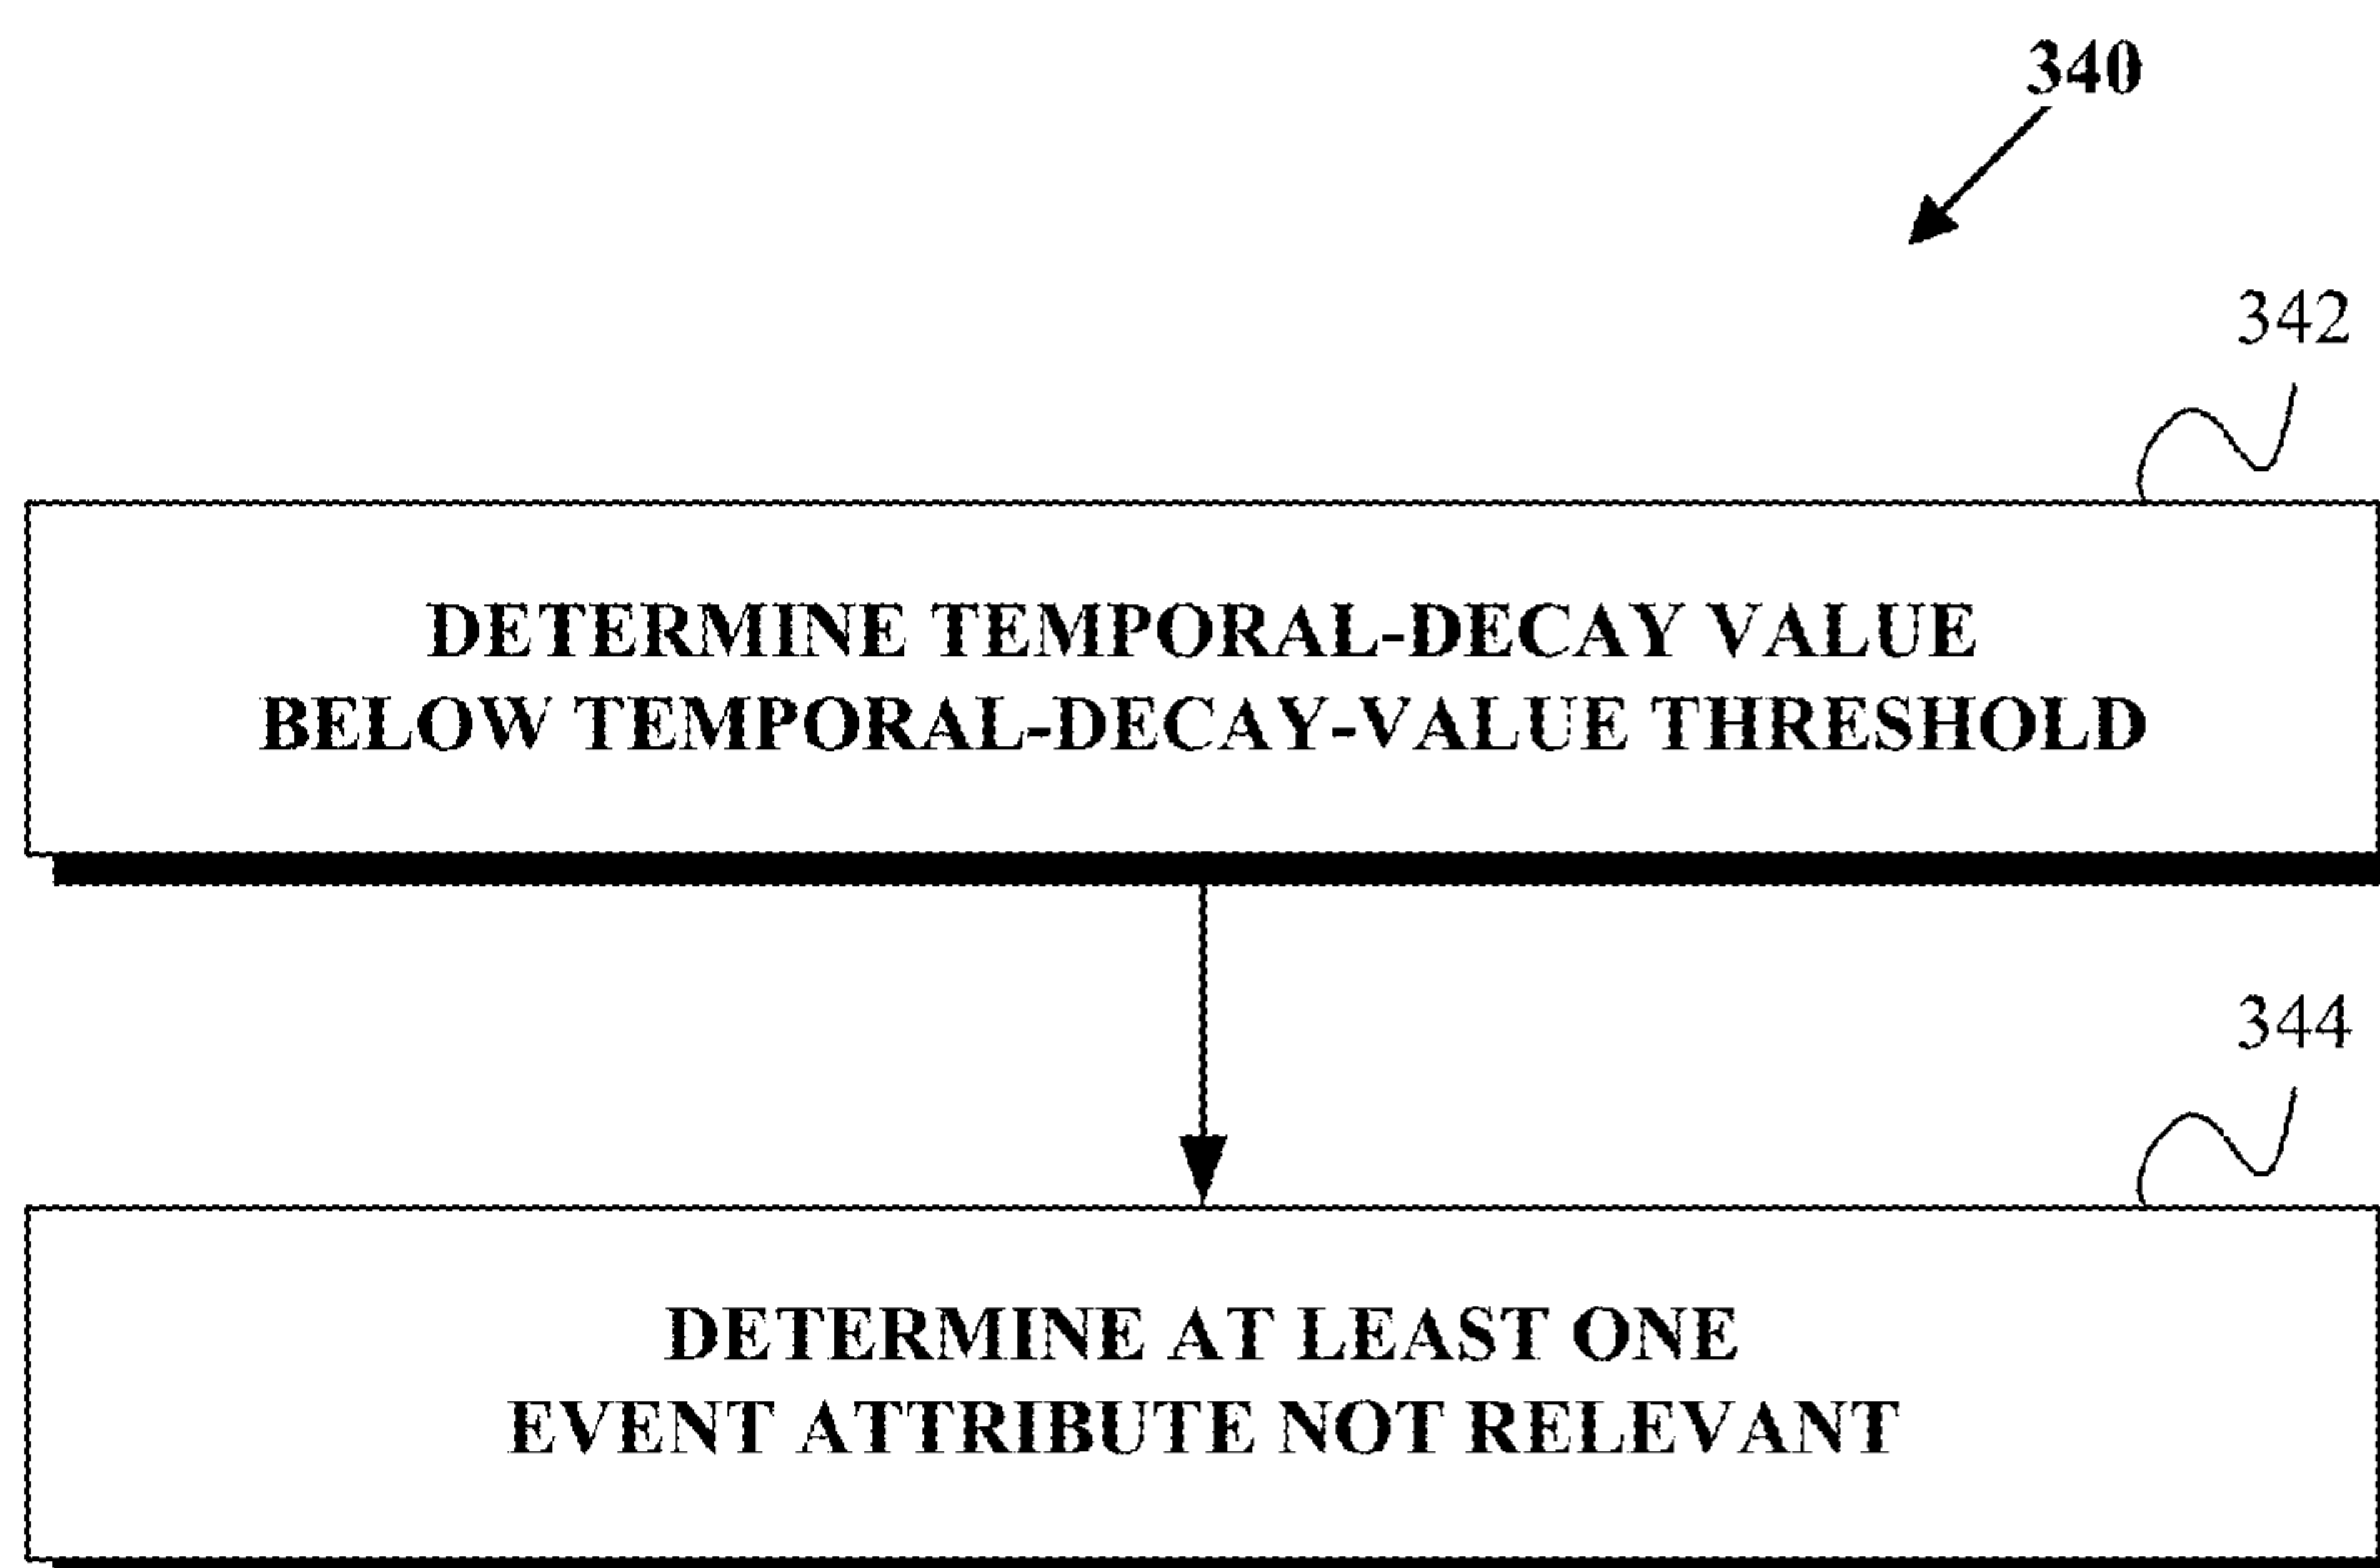 340
342
DETERMINE TEMPORAL-DECAY VALUE
BELOW TEMPORAL-DECAY-VALUE THRESHOLD
344
DETERMINE AT LEAST ONE
EVENT ATTRIBUTE NOT RELEVANT